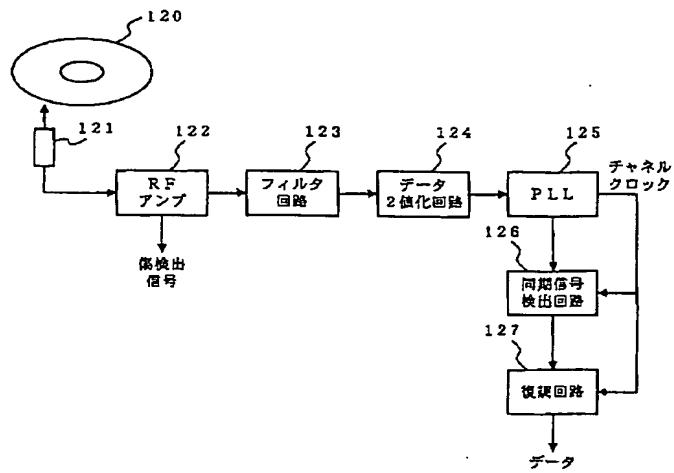 120
121
122
123
124
125
RF
アンプ
フィルタ
回路
データ
2値化回路
PLL
チャネル
クロック
傷検出
信号
126
同期信号
検出回路
127
復調回路
データ